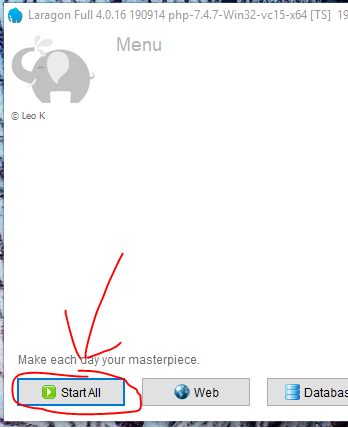 Laragon Full 4.0.16 190914 php-7.4.7-Win32-vc15-x64 [TS] 19
Menu
© Leo K
Make each day your masterpiece.
Start All Web Databas